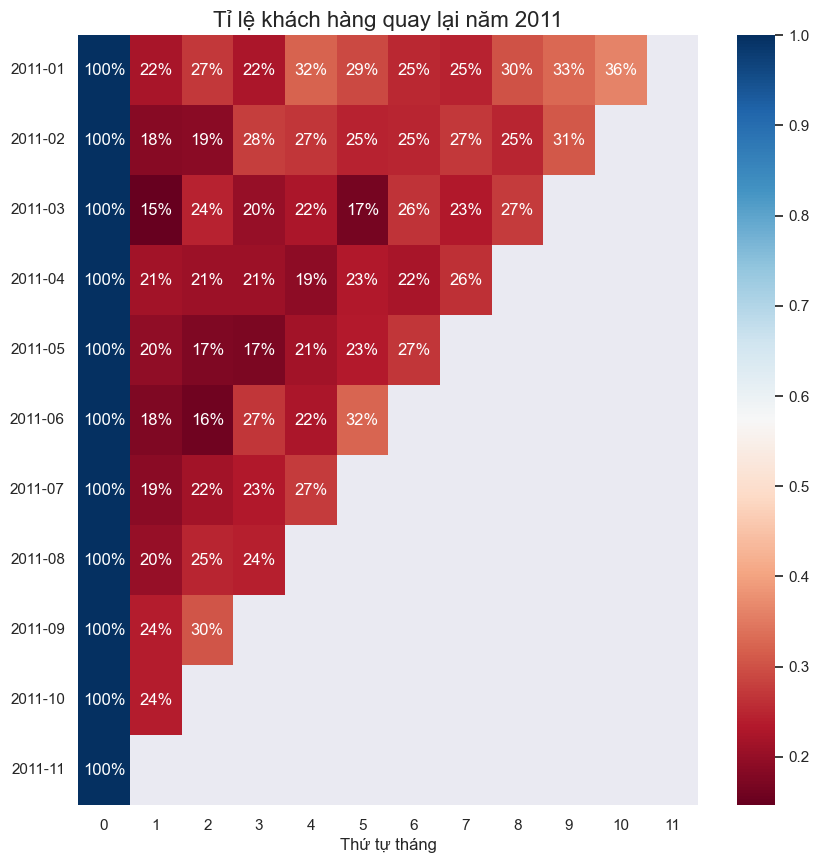 Tỉ lệ khách hàng quay lại năm 2011
2011-01 100% 22% 27% 22% 32% 29% 25% 25% 30% 33% 36%
2011-02 100% 18% 19% 28% 27% 25% 25% 27% 25% 31%
2011-03 100% 15% 24% 20% 22% 17% 26% 23% 27%
2011-04 100% 21% 21% 21% 19% 23% 22% 26%
2011-05 100% 20% 17% 17% 21% 23% 27%
2011-06 100% 18% 16% 27% 22% 32%
2011-07 100% 19% 22% 23% 27%
2011-08 100% 20% 25% 24%
2011-09 100% 24% 30%
2011-10 100% 24%
2011-11 100%
0 1 2 3 4 5 6 7 8 9 10 11
Thứ tự tháng
1.0
0.9
0.8
0.7
0.6
0.5
0.4
0.3
0.2